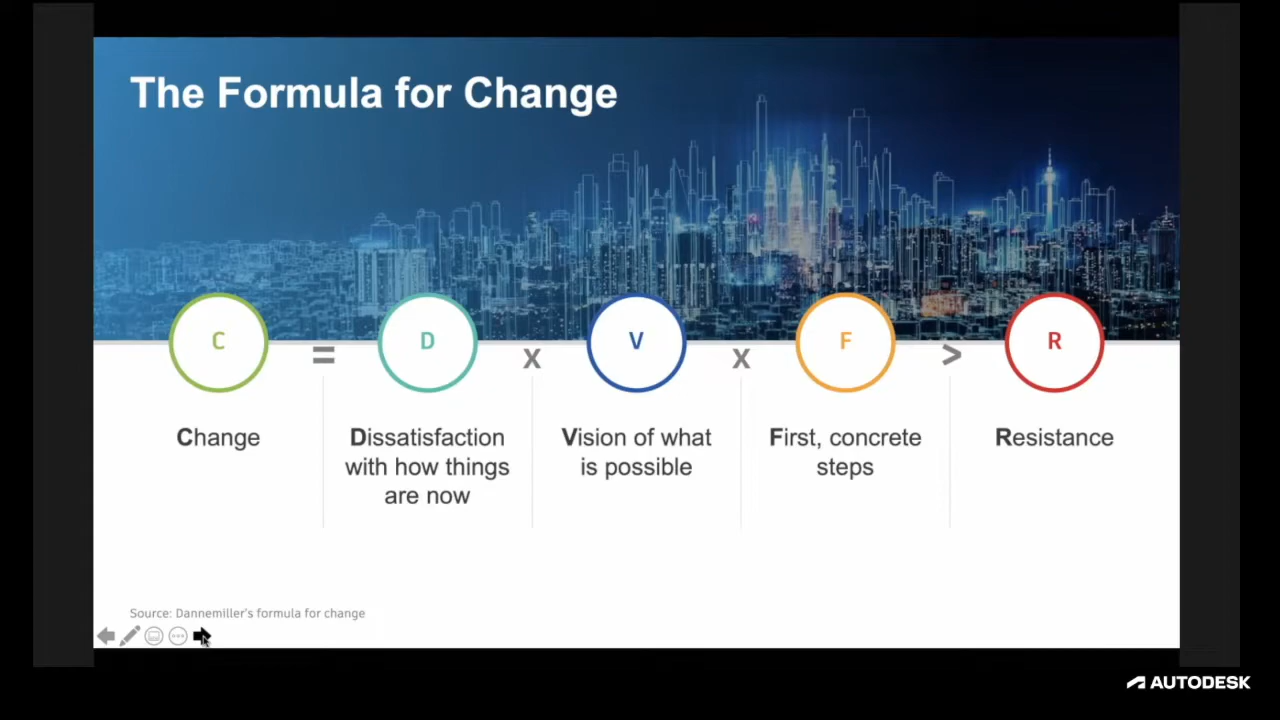 The Formula for Change
C = D x V x F > R
Change
Dissatisfaction
with how things
are now
Vision of what
is possible
First, concrete
steps
Resistance
Source: Dannemiller's formula for change
AUTODESK